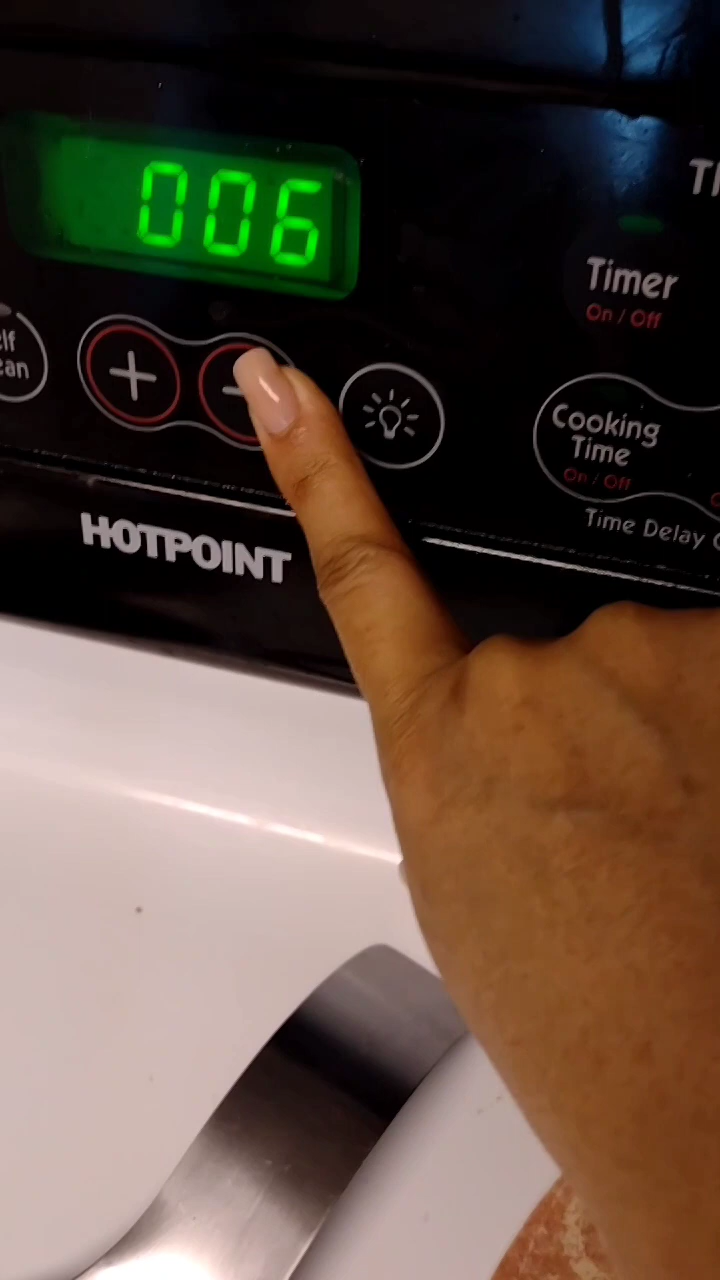 006
Timer
On / Off
+
-
Cooking
Time
On / Off
Time Delay
HOTPOINT